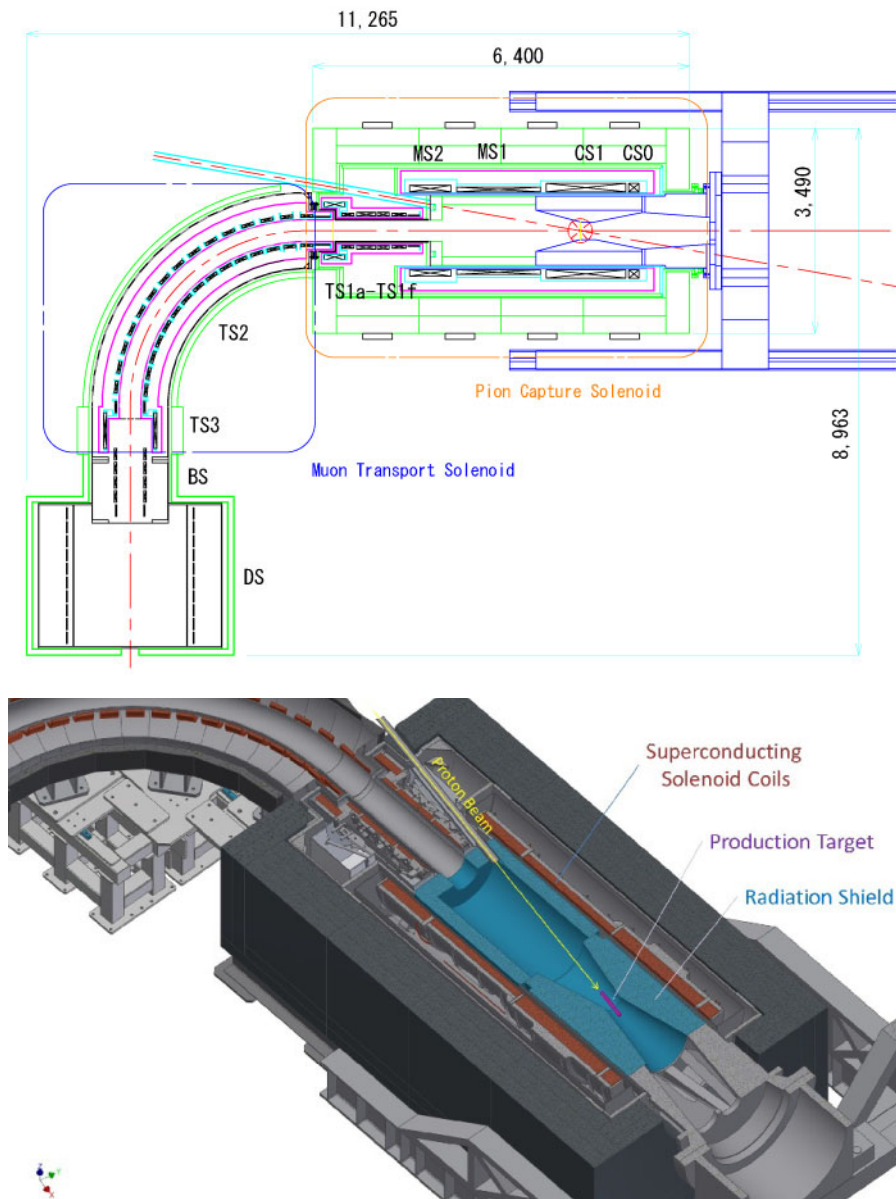 11,265
6,400
MS2
MS1
CS1
CS0
3,490
TS1a-TS1f
TS2
Pion Capture Solenoid
TS3
8,963
Muon Transport Solenoid
BS
DS
Superconducting
Solenoid Coils
Proton Beam
Production Target
Radiation Shield
Z
Y
X